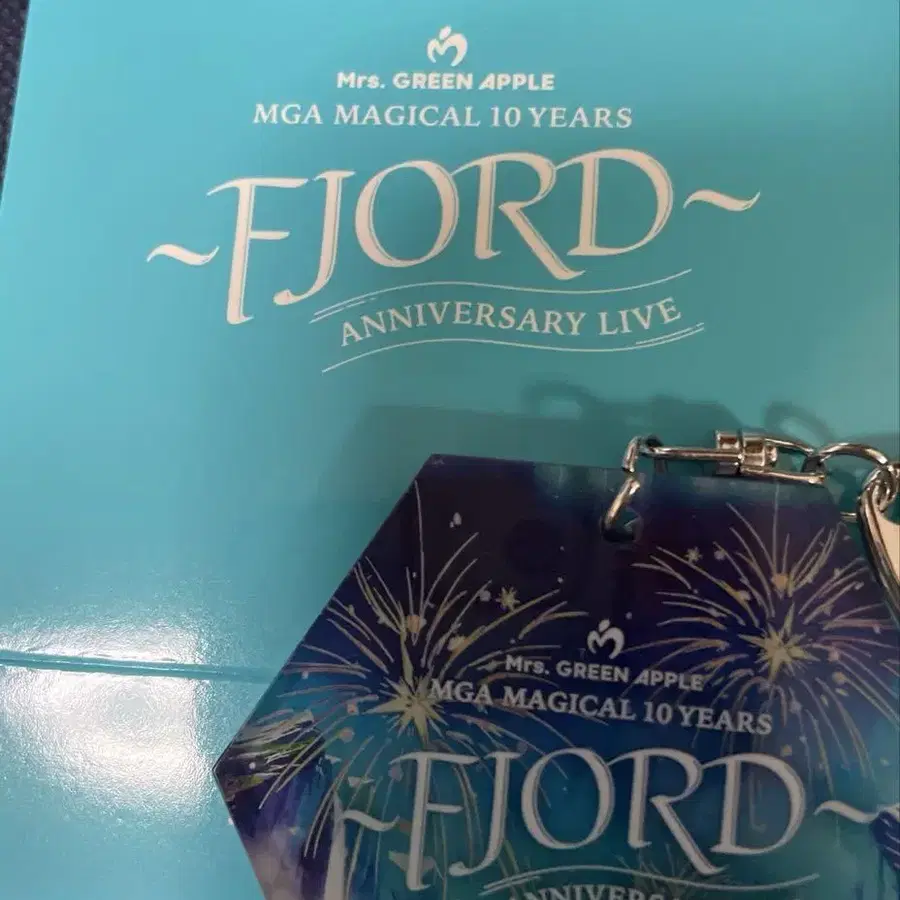 Mrs. GREEN APPLE
MGA MAGICAL 10 YEARS
~FJORD~
ANNIVERSARY LIVE
Mrs. GREEN APPLE
MGA MAGICAL 10 YEARS
~FJORD~